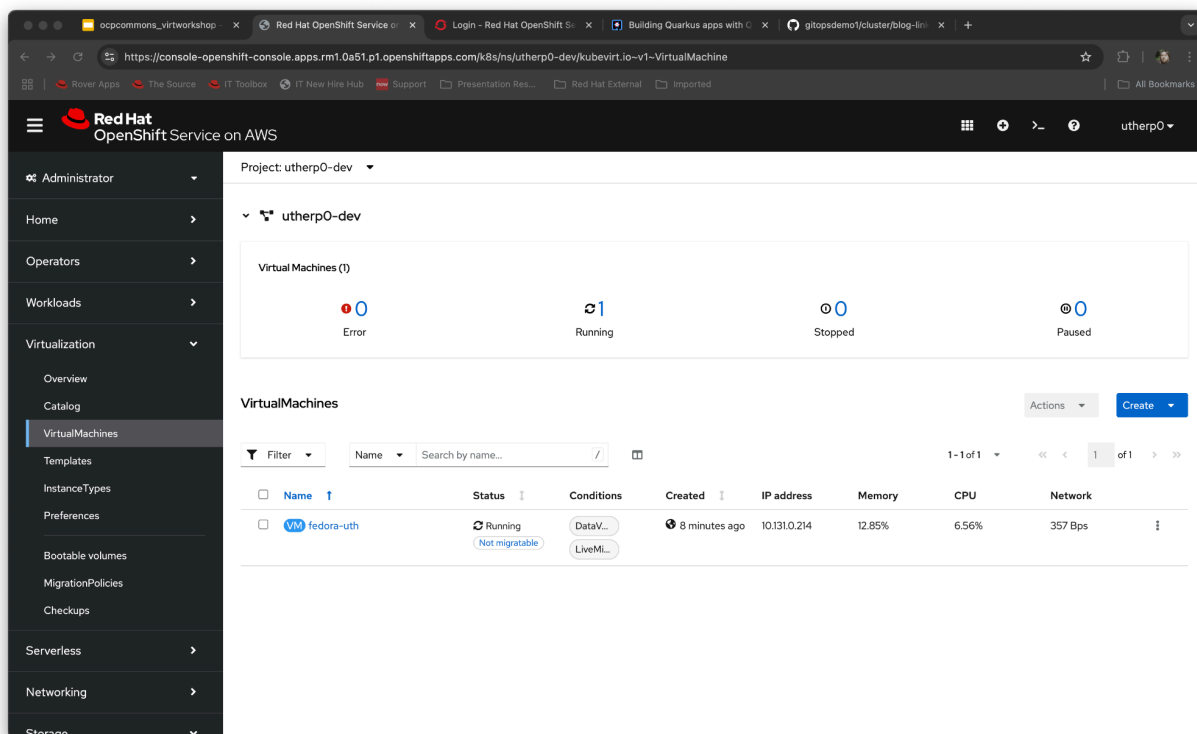 ocpcommons_virtworkshop -
Red Hat OpenShift Service on
Login - Red Hat OpenShift Se
Building Quarkus apps with Q
gitopsdemo1/cluster/blog-link
https://console-openshift-console.apps.rm1.0a51.p1.openshiftapps.com/k8s/ns/utherp0-dev/kubevirt.io~v1~VirtualMachine
Rover Apps The Source IT Toolbox IT New Hire Hub Support Presentation Res... Red Hat External Imported All Bookmarks
Red Hat
OpenShift Service on AWS
utherp0
Administrator
Home
Operators
Workloads
Virtualization
Overview
Catalog
VirtualMachines
Templates
InstanceTypes
Preferences
Bootable volumes
MigrationPolicies
Checkups
Serverless
Networking
Storage
Project: utherp0-dev
utherp0-dev
Virtual Machines (1)
0 1 0 0
Error Running Stopped Paused
VirtualMachines
Actions Create
Filter Name Search by name... / 1 - 1 of 1 << < 1 of 1 > >>
Name Status Conditions Created IP address Memory CPU Network
VM fedora-uth Running DataV... 8 minutes ago 10.131.0.214 12.85% 6.56% 357 Bps
Not migratable LiveMi...